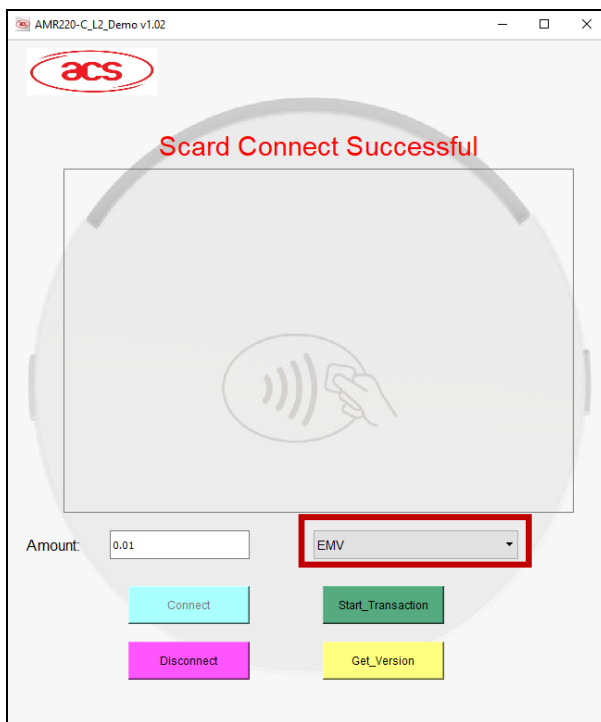 AMR220-C_L2_Demo v1.02
acs
Scard Connect Successful
Amount: 0.01 EMV
Connect Start_Transaction
Disconnect Get_Version